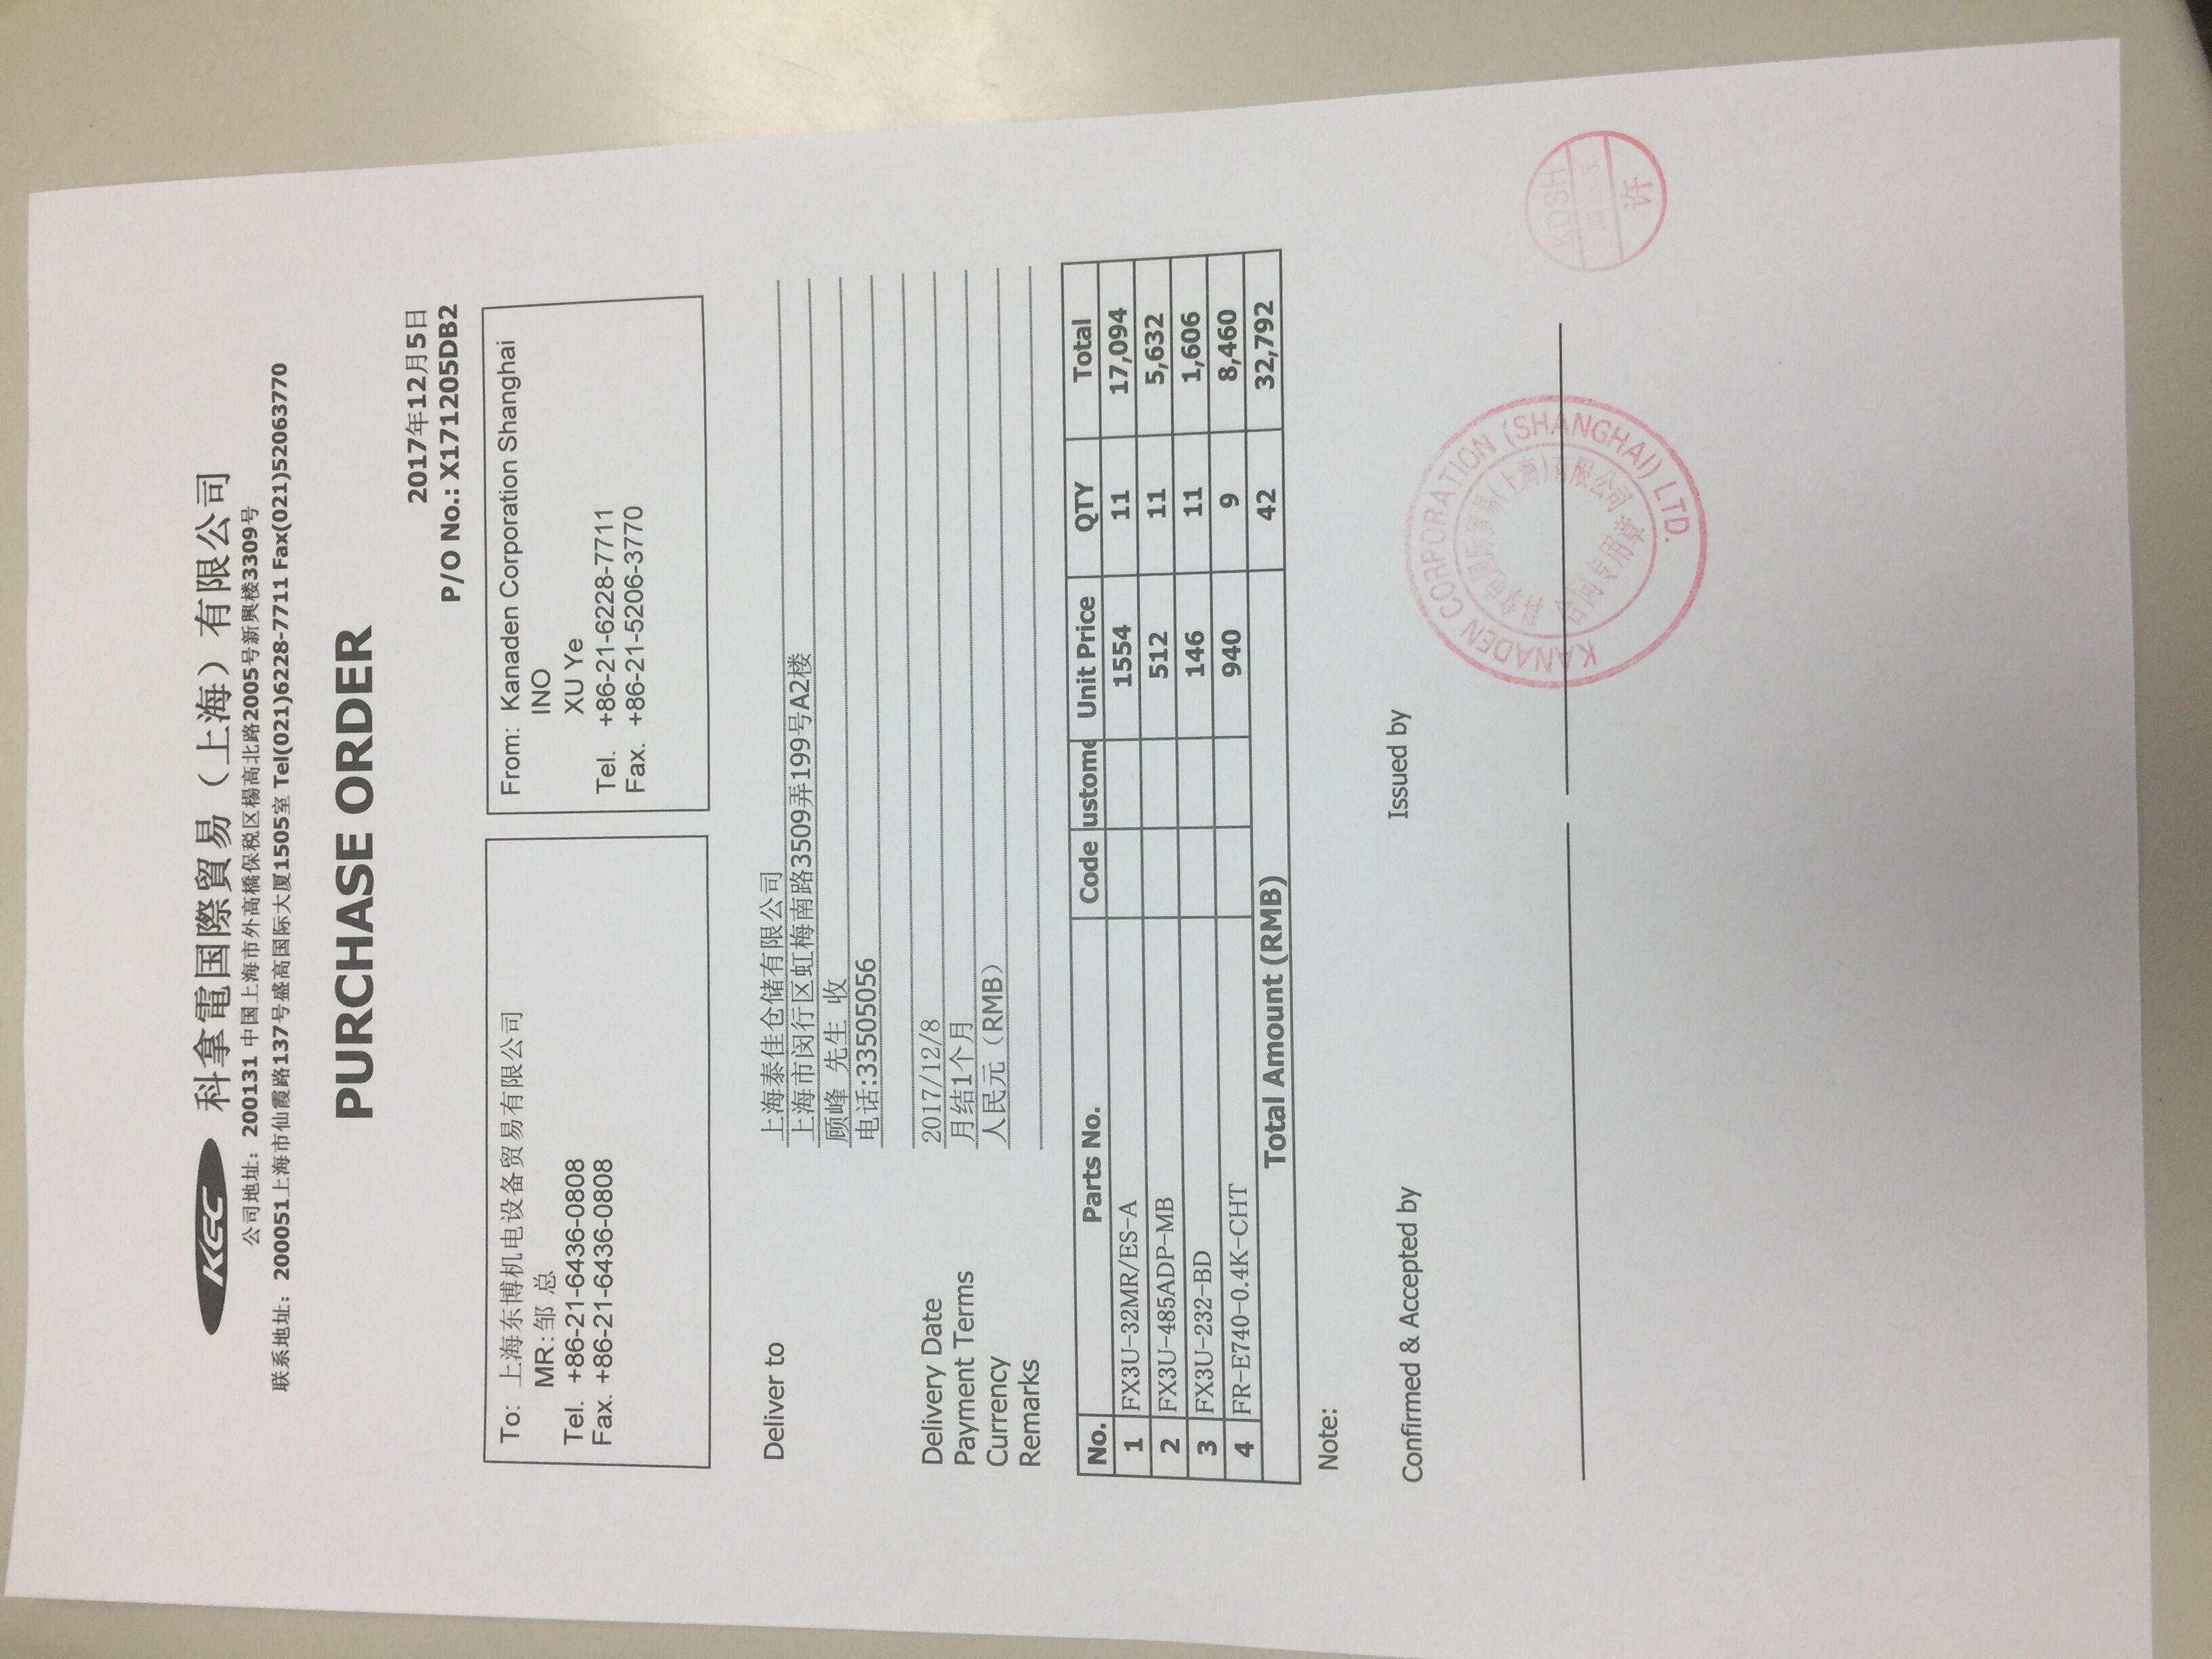 KCC 科拿電国際貿易（上海）有限公司
公司地址：200131 中国上海市外高橋保税区楊高北路2005号新興楼3309号
联系地址：200051上海市仙霞路137号盛高国际大厦1505室 Tel(021)6228-7711 Fax(021)52063770
PURCHASE ORDER
2017年12月5日
P/O No.: X171205DB2
To: 上海东博机电设备贸易有限公司
MR:邹 总
Tel. +86-21-6436-0808
Fax. +86-21-6436-0808
From: Kanaden Corporation Shanghai
INO
XU Ye
Tel. +86-21-6228-7711
Fax. +86-21-5206-3770
Deliver to 上海泰佳仓储有限公司
上海市闵行区虹梅南路3509弄199号A2楼
顾峰 先生 收
电话:33505056
Delivery Date 2017/12/8
Payment Terms 月结1个月
Currency 人民元（RMB）
Remarks
No. Parts No. Code ustome Unit Price QTY Total
1 FX3U-32MR/ES-A 1554 11 17,094
2 FX3U-485ADP-MB 512 11 5,632
3 FX3U-232-BD 146 11 1,606
4 FR-E740-0.4K-CHT 940 9 8,460
Total Amount (RMB) 42 32,792
Note:
Confirmed & Accepted by Issued by
KANADEN CORPORATION (SHANGHAI) LTD.
科拿电国际贸易(上海)有限公司
合同专用章
KOSH
许